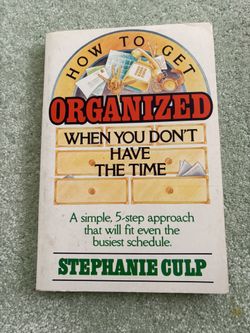 HOW TO GET
ORGANIZED
WHEN YOU DON'T
HAVE
THE TIME
A simple, 5-step approach
that will fit even the
busiest schedule.
STEPHANIE CULP